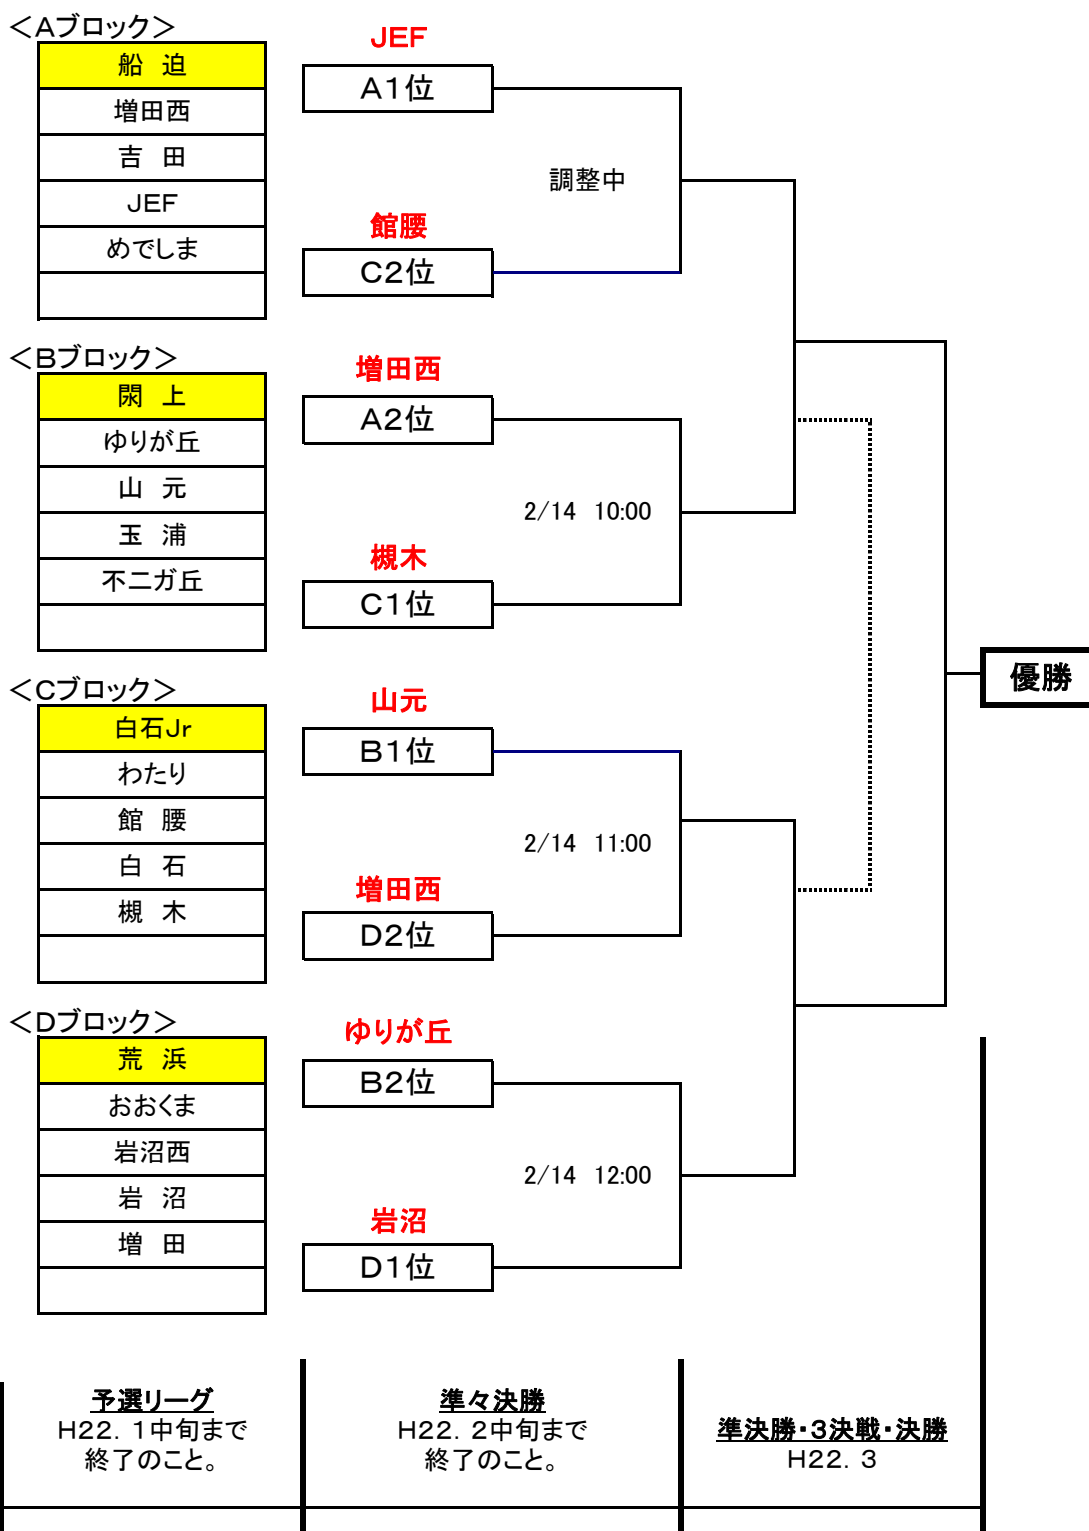 ＜Aブロック＞
船　迫
増田西
吉　田
JEF
めでしま
JEF
A1位
調整中
館腰
C2位
＜Bブロック＞
閖　上
ゆりが丘
山　元
玉　浦
不二ガ丘
増田西
A2位
2/14　10:00
槻木
C1位
＜Cブロック＞
白石Jr
わたり
館　腰
白　石
槻　木
山元
B1位
2/14　11:00
増田西
D2位
優勝
＜Dブロック＞
荒　浜
おおくま
岩沼西
岩　沼
増　田
ゆりが丘
B2位
2/14　12:00
岩沼
D1位
予選リーグ
H22．1中旬まで
終了のこと。
準々決勝
H22．2中旬まで
終了のこと。
準決勝・3決戦・決勝
H22．3